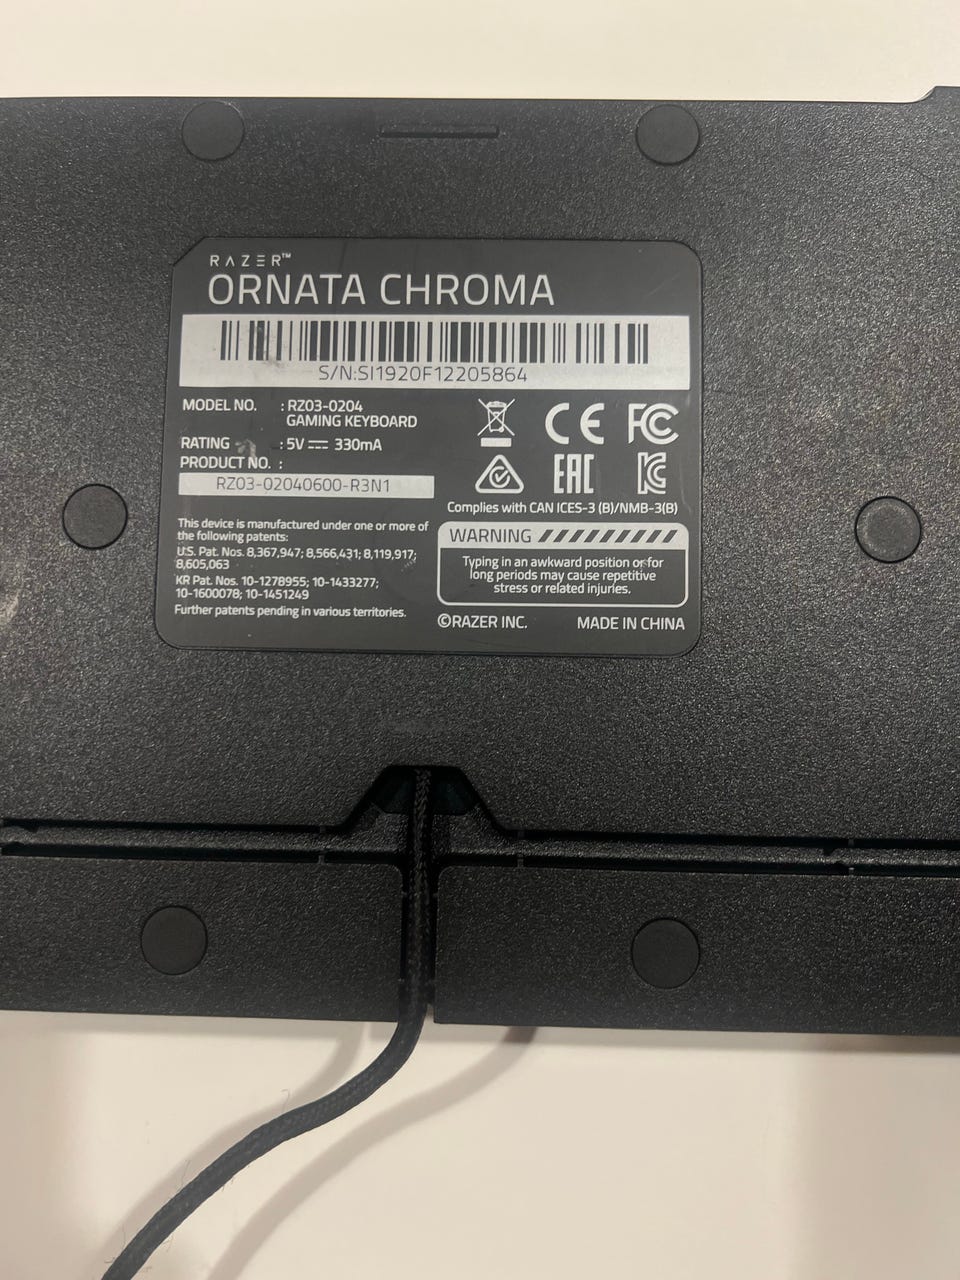 RAZER™
ORNATA CHROMA
S/N:SI1920F12205864
MODEL NO. : RZ03-0204
GAMING KEYBOARD
RATING : 5V ⎓ 330mA
PRODUCT NO. :
RZ03-02040600-R3N1
This device is manufactured under one or more of
the following patents:
U.S. Pat. Nos. 8,367,947; 8,566,431; 8,119,917;
8,605,063
KR Pat. Nos. 10-1278955; 10-1433277;
10-1600078; 10-1451249
Further patents pending in various territories.
CE FC
EAC KC
Complies with CAN ICES-3 (B)/NMB-3(B)
WARNING
Typing in an awkward position or for
long periods may cause repetitive
stress or related injuries.
©RAZER INC. MADE IN CHINA